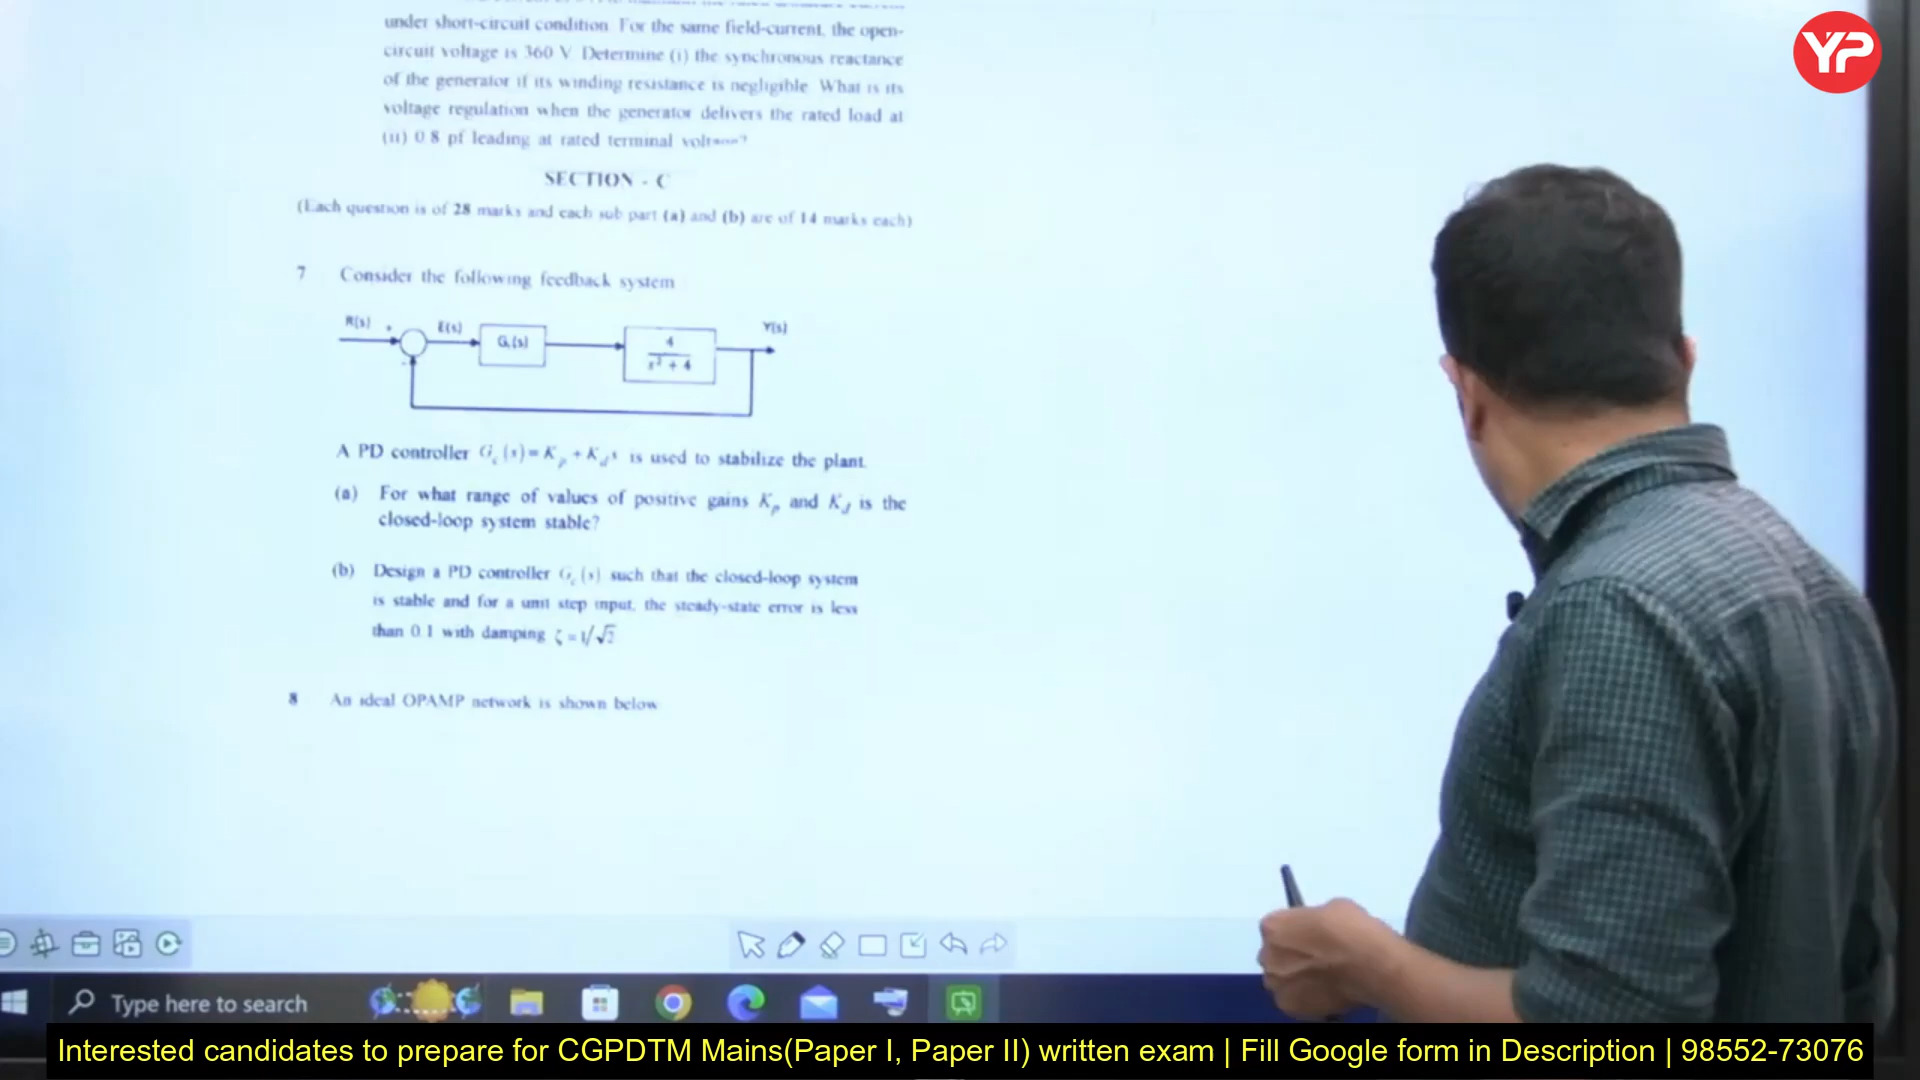 under short-circuit condition. For the same field-current, the open-
circuit voltage is 360 V. Determine (i) the synchronous reactance
of the generator if its winding resistance is negligible. What is its
voltage regulation when the generator delivers the rated load at
(ii) 0.8 pf leading at rated terminal voltage?
SECTION - C
(Each question is of 28 marks and each sub part (a) and (b) are of 14 marks each)
7 Consider the following feedback system
R(s) + E(s) Gc(s) 4 / s² + 4 Y(s)
-
A PD controller G_c(s) = K_p + K_d s is used to stabilize the plant.
(a) For what range of values of positive gains K_p and K_d is the
closed-loop system stable?
(b) Design a PD controller G_c(s) such that the closed-loop system
is stable and for a unit step input, the steady-state error is less
than 0.1 with damping ζ = 1/√2
8 An ideal OPAMP network is shown below
YP
Type here to search
Interested candidates to prepare for CGPDTM Mains(Paper I, Paper II) written exam | Fill Google form in Description | 98552-73076